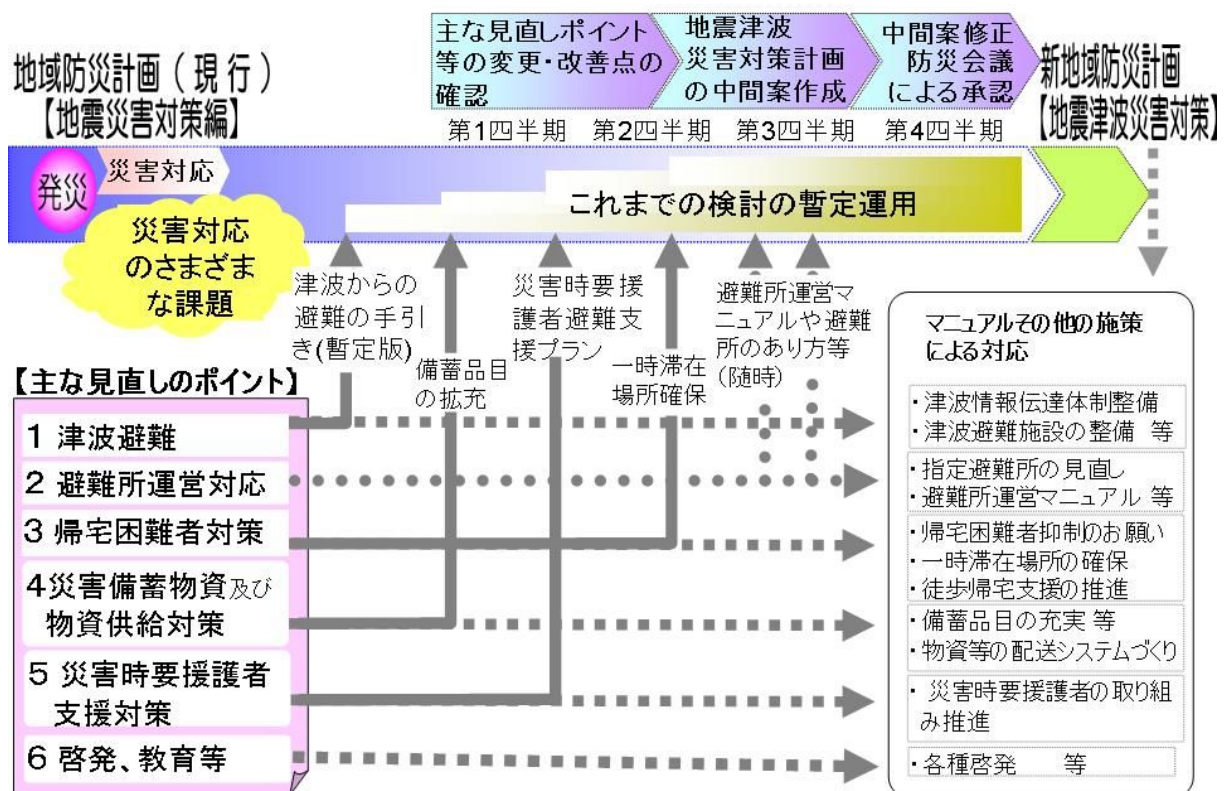 地域防災計画（現行）
【地震災害対策編】
主な見直しポイント
等の変更・改善点の
確認
地震津波
災害対策計画
の中間案作成
中間案修正
防災会議
による承認
新地域防災計画
【地震津波災害対策】
第1四半期
第2四半期
第3四半期
第4四半期
発災
災害対応
これまでの検討の暫定運用
災害対応
のさまざま
な課題
津波からの
避難の手引
き(暫定版)
備蓄品目
の拡充
災害時要援
護者避難支
援プラン
一時滞在
場所確保
避難所運営マ
ニュアルや避難
所のあり方等
(随時)
【主な見直しのポイント】
1 津波避難
2 避難所運営対応
3 帰宅困難者対策
4災害備蓄物資及び
物資供給対策
5 災害時要援護者
支援対策
6 啓発、教育等
マニュアルその他の施策
による対応
・津波情報伝達体制整備
・津波避難施設の整備 等
・指定避難所の見直し
・避難所運営マニュアル 等
・帰宅困難者抑制のお願い
・一時滞在場所の確保
・徒歩帰宅支援の推進
・備蓄品目の充実 等
・物資等の配送システムづくり
・災害時要援護者の取り組
み推進
・各種啓発 等